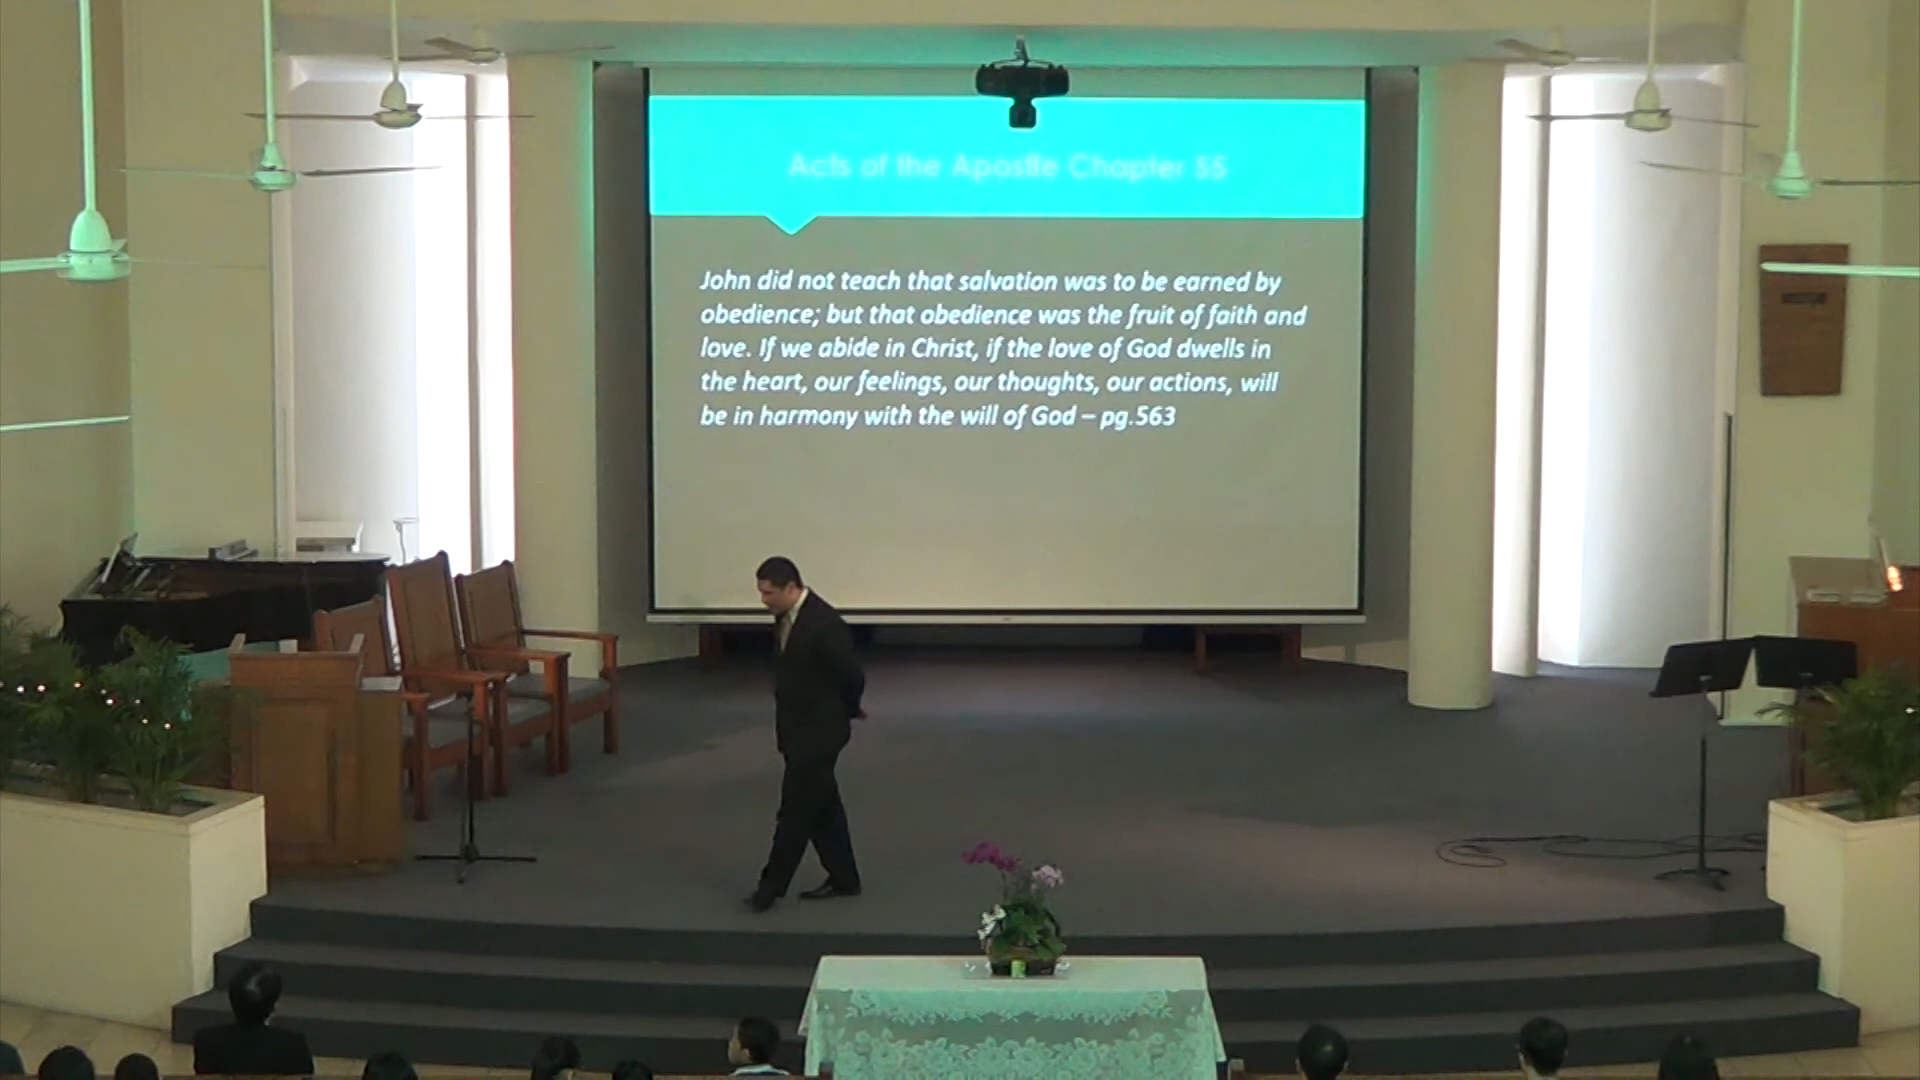 Acts of the Apostle Chapter 55
John did not teach that salvation was to be earned by
obedience; but that obedience was the fruit of faith and
love. If we abide in Christ, if the love of God dwells in
the heart, our feelings, our thoughts, our actions, will
be in harmony with the will of God – pg.563